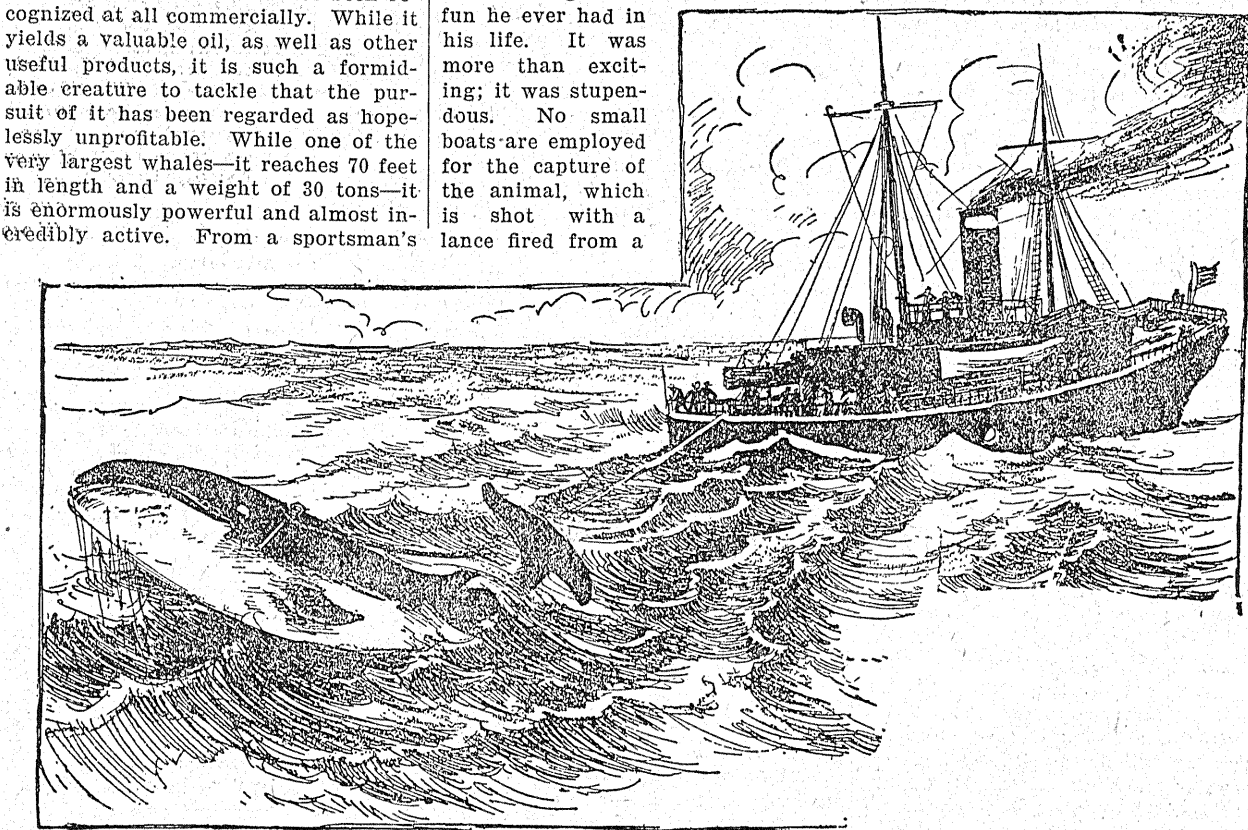 cognized at all commercially. While it
yields a valuable oil, as well as other
useful products, it is such a formid-
able creature to tackle that the pur-
suit of it has been regarded as hope-
lessly unprofitable. While one of the
very largest whales—it reaches 70 feet
in length and a weight of 30 tons—it
is enormously powerful and almost in-
credibly active. From a sportsman's
fun he ever had in
his life. It was
more than excit-
ing; it was stupen-
dous. No small
boats are employed
for the capture of
the animal, which
is shot with a
lance fired from a